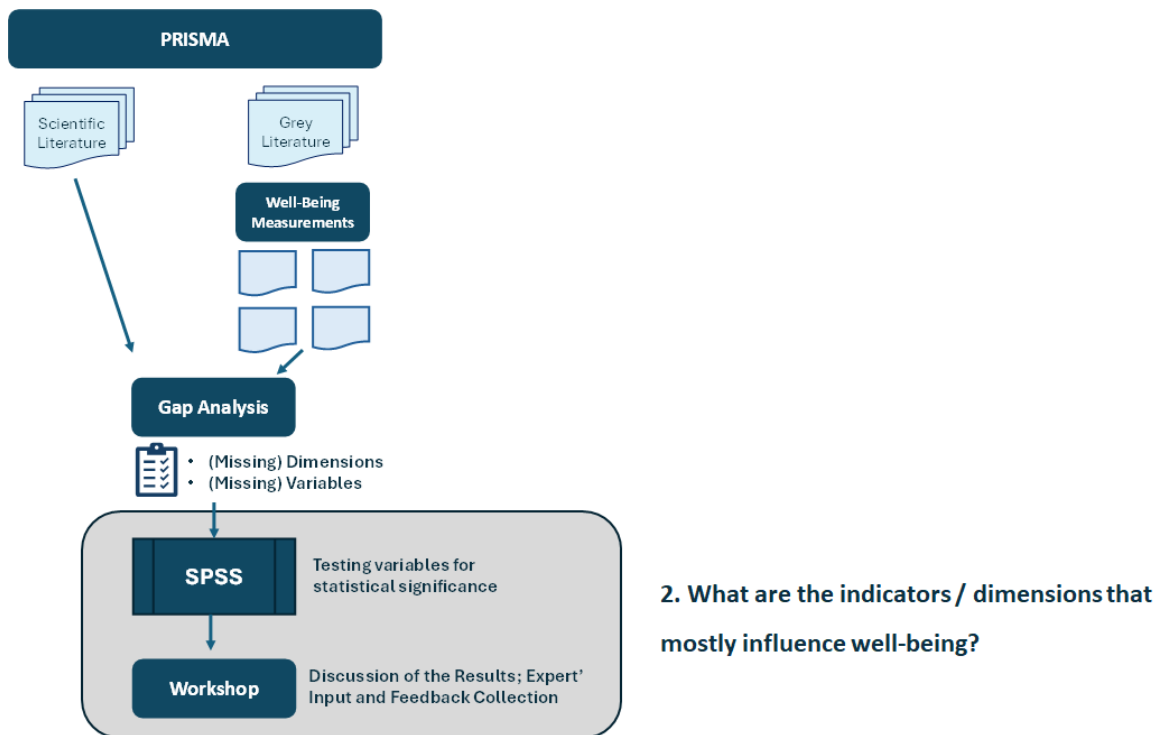 PRISMA
Scientific
Literature
Grey
Literature
Well-Being
Measurements
Gap Analysis
• (Missing) Dimensions
• (Missing) Variables
SPSS
Testing variables for
statistical significance
2. What are the indicators / dimensions that
mostly influence well-being?
Workshop
Discussion of the Results; Expert'
Input and Feedback Collection